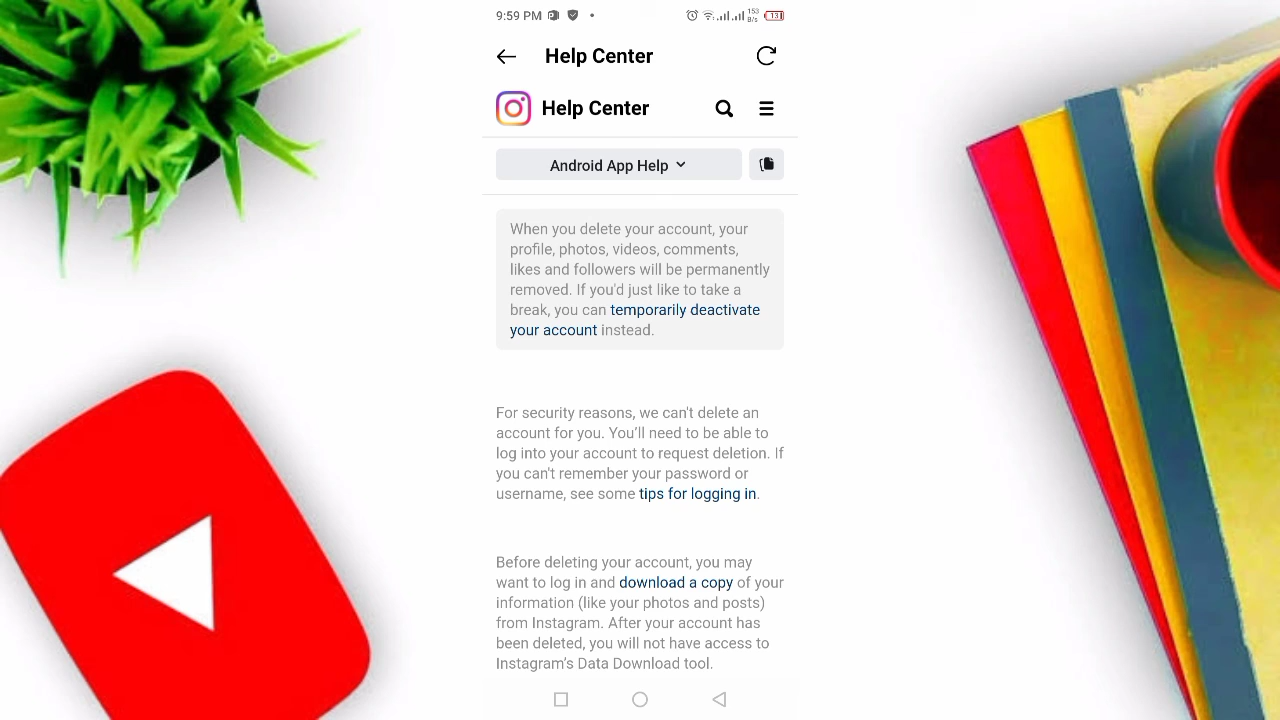 9:59 PM
153
B/s
13
Help Center
Help Center
Android App Help
When you delete your account, your
profile, photos, videos, comments,
likes and followers will be permanently
removed. If you'd just like to take a
break, you can temporarily deactivate
your account instead.
For security reasons, we can't delete an
account for you. You’ll need to be able to
log into your account to request deletion. If
you can't remember your password or
username, see some tips for logging in.
Before deleting your account, you may
want to log in and download a copy of your
information (like your photos and posts)
from Instagram. After your account has
been deleted, you will not have access to
Instagram’s Data Download tool.